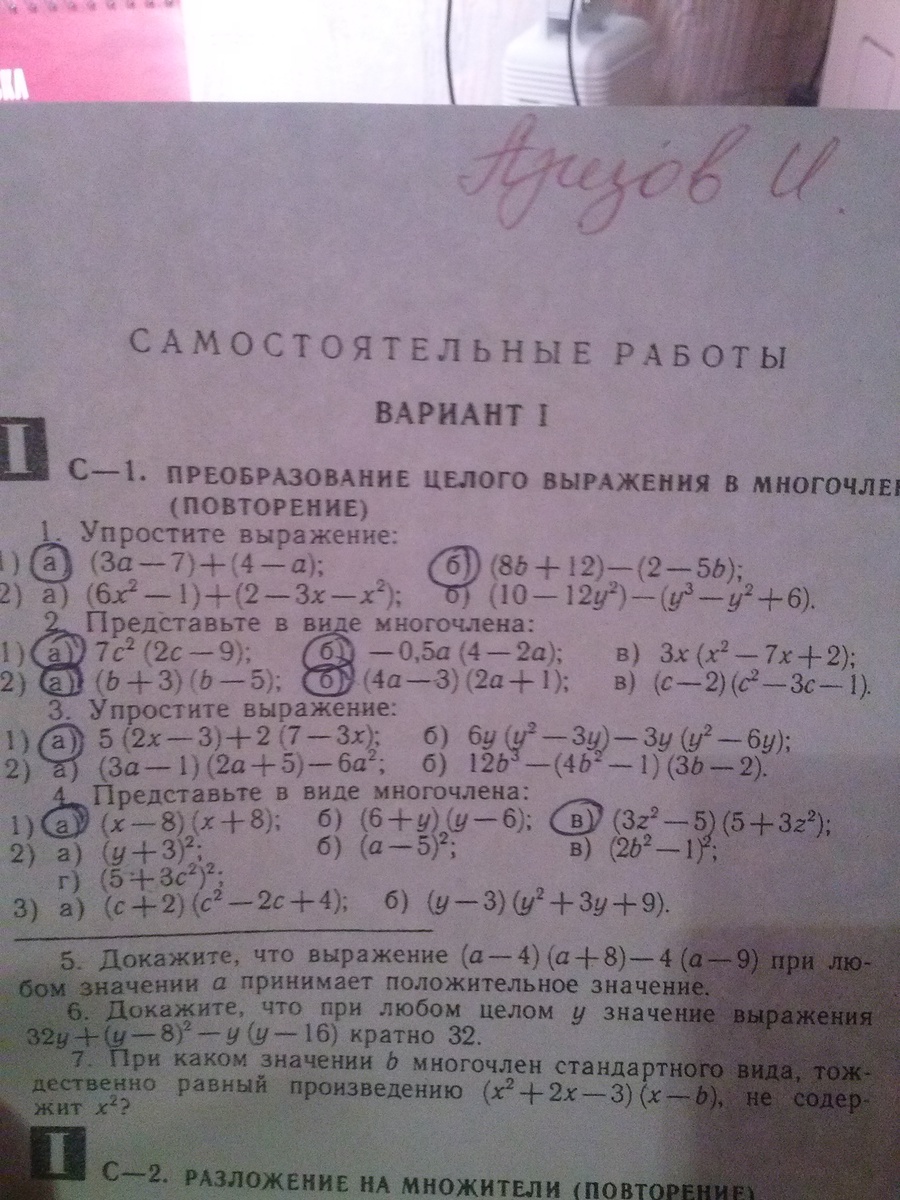 СКА
Арезов И.
САМОСТОЯТЕЛЬНЫЕ РАБОТЫ
ВАРИАНТ I
I
С—1. ПРЕОБРАЗОВАНИЕ ЦЕЛОГО ВЫРАЖЕНИЯ В МНОГОЧЛЕН
(ПОВТОРЕНИЕ)
1. Упростите выражение:
1) а) (3a — 7) + (4 — a); б) (8b + 12) — (2 — 5b);
2) а) (6x² — 1) + (2 — 3x — x²); б) (10 — 12y²) — (y³ — y² + 6).
2. Представьте в виде многочлена:
1) а) 7c² (2c — 9); б) —0,5a (4 — 2a); в) 3x (x² — 7x + 2);
2) а) (b + 3) (b — 5); б) (4a — 3) (2a + 1); в) (c — 2) (c² — 3c — 1).
3. Упростите выражение:
1) а) 5 (2x — 3) + 2 (7 — 3x); б) 6y (y² — 3y) — 3y (y² — 6y);
2) а) (3a — 1) (2a + 5) — 6a²; б) 12b³ — (4b² — 1) (3b — 2).
4. Представьте в виде многочлена:
1) а) (x — 8) (x + 8); б) (6 + y) (y — 6); в) (3z² — 5) (5 + 3z²);
2) а) (y + 3)²; б) (a — 5)²; в) (2b² — 1)²;
г) (5 + 3c²)²;
3) а) (c + 2) (c² — 2c + 4); б) (y — 3) (y² + 3y + 9).
5. Докажите, что выражение (a — 4) (a + 8) — 4 (a — 9) при лю-
бом значении a принимает положительное значение.
6. Докажите, что при любом целом y значение выражения
32y + (y — 8)² — y (y — 16) кратно 32.
7. При каком значении b многочлен стандартного вида, тож-
дественно равный произведению (x² + 2x — 3) (x — b), не содер-
жит x²?
I
С—2. РАЗЛОЖЕНИЕ НА МНОЖИТЕЛИ (ПОВТОРЕНИЕ)